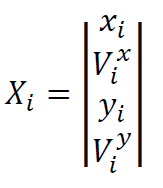 X_i = | x_i |
| V_i^x |
| y_i |
| V_i^y |